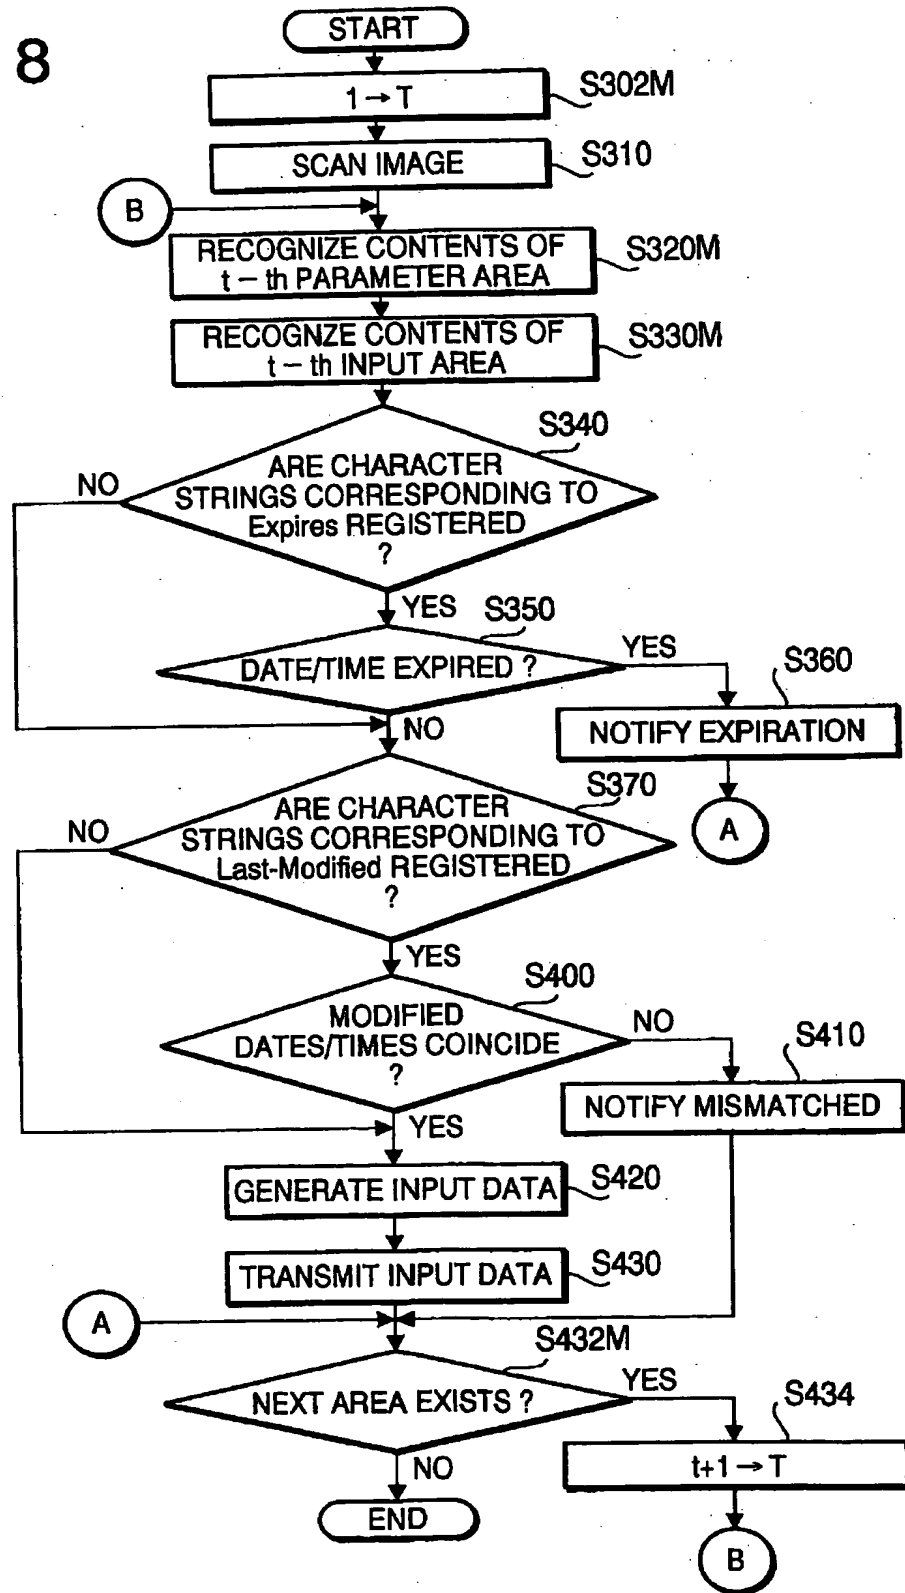 8
START
1 → T
S302M
SCAN IMAGE
S310
B
RECOGNIZE CONTENTS OF
t – th PARAMETER AREA
S320M
RECOGNZE CONTENTS OF
t – th INPUT AREA
S330M
S340
ARE CHARACTER
STRINGS CORRESPONDING TO
Expires REGISTERED
?
NO
YES
S350
DATE/TIME EXPIRED ?
YES
S360
NOTIFY EXPIRATION
NO
A
S370
ARE CHARACTER
STRINGS CORRESPONDING TO
Last-Modified REGISTERED
?
NO
YES
S400
MODIFIED
DATES/TIMES COINCIDE
?
NO
S410
NOTIFY MISMATCHED
YES
GENERATE INPUT DATA
S420
TRANSMIT INPUT DATA
S430
A
S432M
NEXT AREA EXISTS ?
YES
S434
t+1 → T
NO
END
B